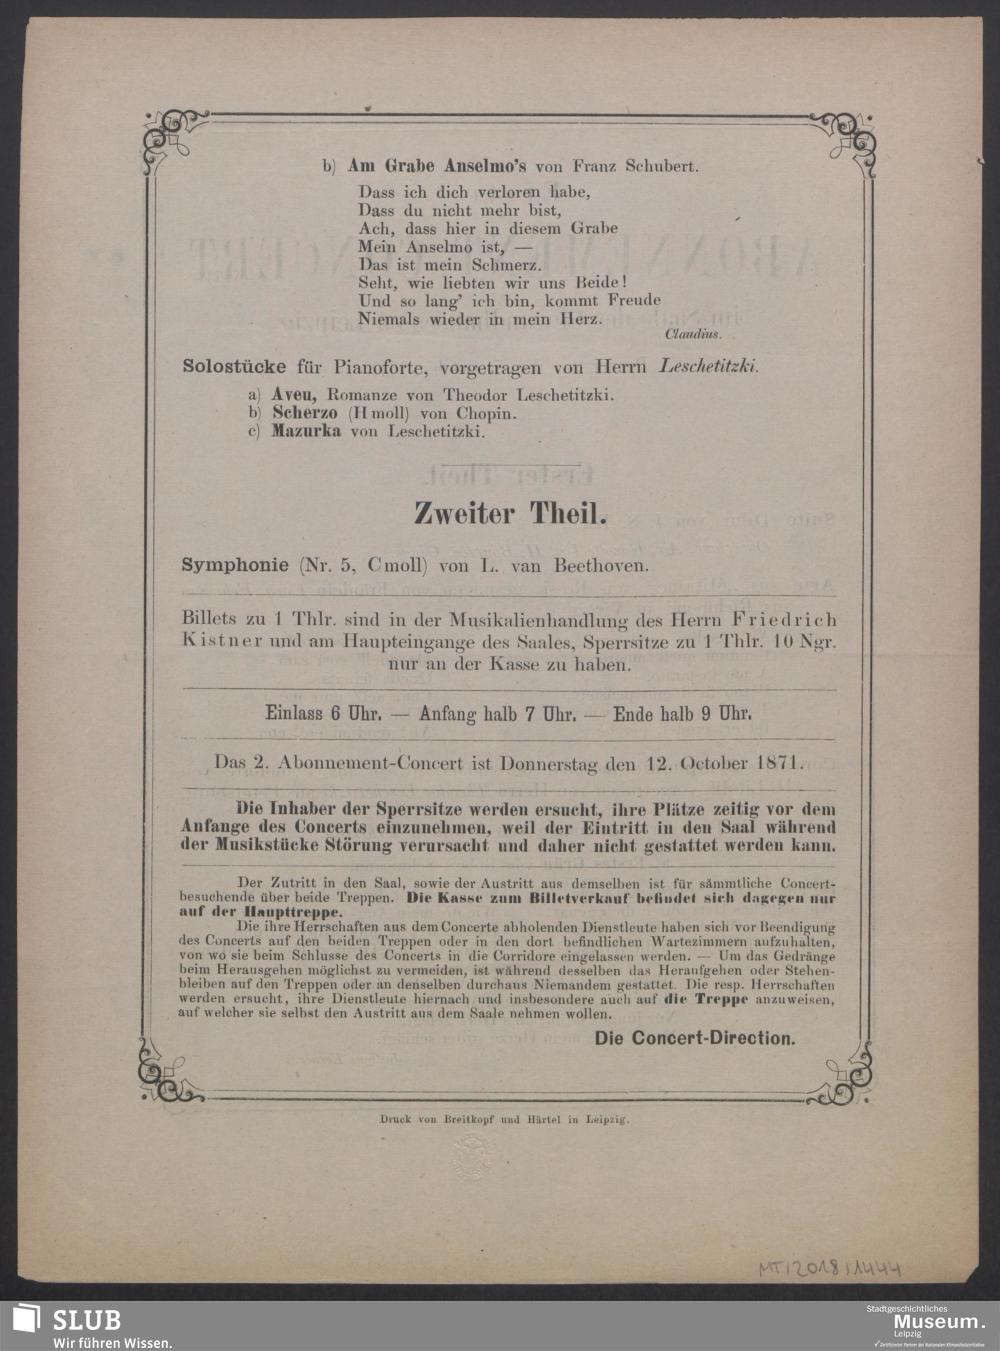 b) Am Grabe Anselmo's von Franz Schubert.
Dass ich dich verloren habe,
Dass du nicht mehr bist,
Ach, dass hier in diesem Grabe
Mein Anselmo ist, —
Das ist mein Schmerz.
Seht, wie liebten wir uns Beide!
Und so lang' ich bin, kommt Freude
Niemals wieder in mein Herz.
Claudius.
Solostücke für Pianoforte, vorgetragen von Herrn Leschetitzki.
a) Aveu, Romanze von Theodor Leschetitzki.
b) Scherzo (H moll) von Chopin.
c) Mazurka von Leschetitzki.
Zweiter Theil.
Symphonie (Nr. 5, C moll) von L. van Beethoven.
Billets zu 1 Thlr. sind in der Musikalienhandlung des Herrn Friedrich
Kistner und am Haupteingange des Saales, Sperrsitze zu 1 Thlr. 10 Ngr.
nur an der Kasse zu haben.
Einlass 6 Uhr. — Anfang halb 7 Uhr. — Ende halb 9 Uhr.
Das 2. Abonnement-Concert ist Donnerstag den 12. October 1871.
Die Inhaber der Sperrsitze werden ersucht, ihre Plätze zeitig vor dem
Anfange des Concerts einzunehmen, weil der Eintritt in den Saal während
der Musikstücke Störung verursacht und daher nicht gestattet werden kann.
Der Zutritt in den Saal, sowie der Austritt aus demselben ist für sämmtliche Concert-
besuchende über beide Treppen. Die Kasse zum Billetverkauf befindet sich dagegen nur
auf der Haupttreppe.
Die ihre Herrschaften aus dem Concerte abholenden Dienstleute haben sich vor Beendigung
des Concerts auf den beiden Treppen oder in den dort befindlichen Wartezimmern aufzuhalten,
von wo sie beim Schlusse des Concerts in die Corridore eingelassen werden. — Um das Gedränge
beim Herausgehen möglichst zu vermeiden, ist während desselben das Heraufgehen oder Stehen-
bleiben auf den Treppen oder an denselben durchaus Niemandem gestattet. Die resp. Herrschaften
werden ersucht, ihre Dienstleute hiernach und insbesondere auch auf die Treppe anzuweisen,
auf welcher sie selbst den Austritt aus dem Saale nehmen wollen.
Die Concert-Direction.
Druck von Breitkopf und Härtel in Leipzig.
MT/2018/1444
SLUB
Wir führen Wissen.
Stadtgeschichtliches
Museum.
Leipzig
Zertifizierter Partner der Nationalen Klimaschutzinitiative